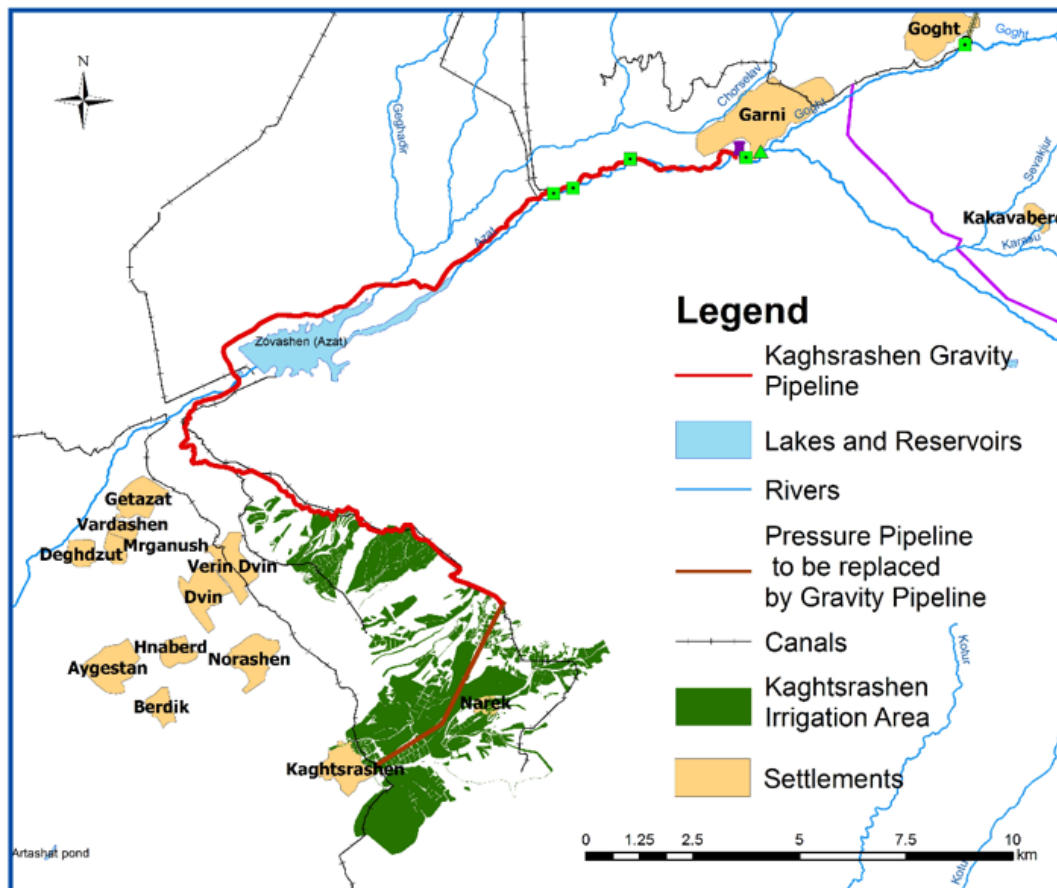 Goght
Goght
N
Chorselav
Geghadir
Garni
Goght
Sevakjur
Kakavaberd
Karasu
Azat
Legend
Zovashen (Azat)
Kaghsrashen Gravity
Pipeline
Lakes and Reservoirs
Rivers
Getazat
Vardashen
Deghdzut
Mrganush
Verin Dvin
Dvin
Pressure Pipeline
to be replaced
by Gravity Pipeline
Hnaberd
Aygestan
Norashen
Canals
Kotur
Berdik
Narek
Kaghtsrashen
Irrigation Area
Kaghtsrashen
Settlements
0 1.25 2.5 5 7.5 10
km
Artashat pond
Kotur